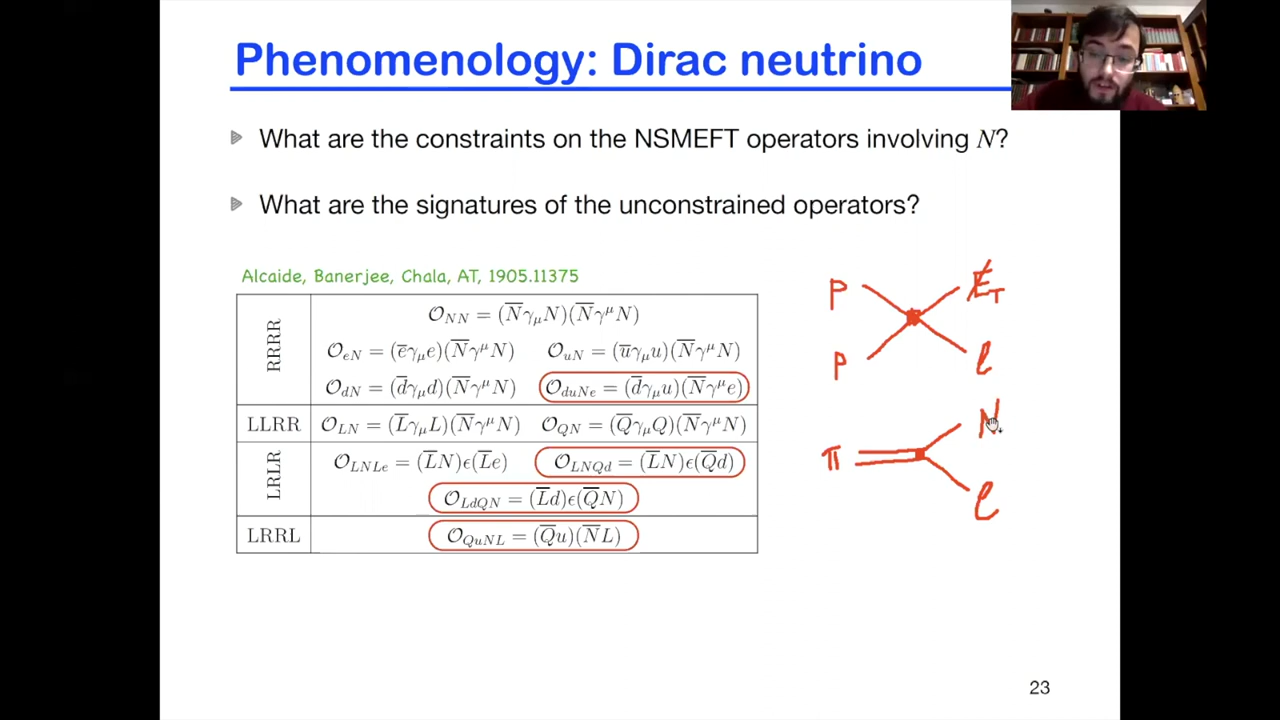 Phenomenology: Dirac neutrino
What are the constraints on the NSMEFT operators involving N?
What are the signatures of the unconstrained operators?
Alcaide, Banerjee, Chala, AT, 1905.11375
RRRR
𝒪_NN = (N̅γ_μN)(N̅γ^μN)
𝒪_eN = (e̅γ_μe)(N̅γ^μN) 𝒪_uN = (u̅γ_μu)(N̅γ^μN)
𝒪_dN = (d̅γ_μd)(N̅γ^μN) 𝒪_duNe = (d̅γ_μu)(N̅γ^μe)
LLRR 𝒪_LN = (L̅γ_μL)(N̅γ^μN) 𝒪_QN = (Q̅γ_μQ)(N̅γ^μN)
LRLR
𝒪_LNLe = (L̅N)ϵ(L̅e) 𝒪_LNQd = (L̅N)ϵ(Q̅d)
𝒪_LdQN = (L̅d)ϵ(Q̅N)
LRRL 𝒪_QuNL = (Q̅u)(N̅L)
p E̸_T
p ℓ
N
π
ℓ
23